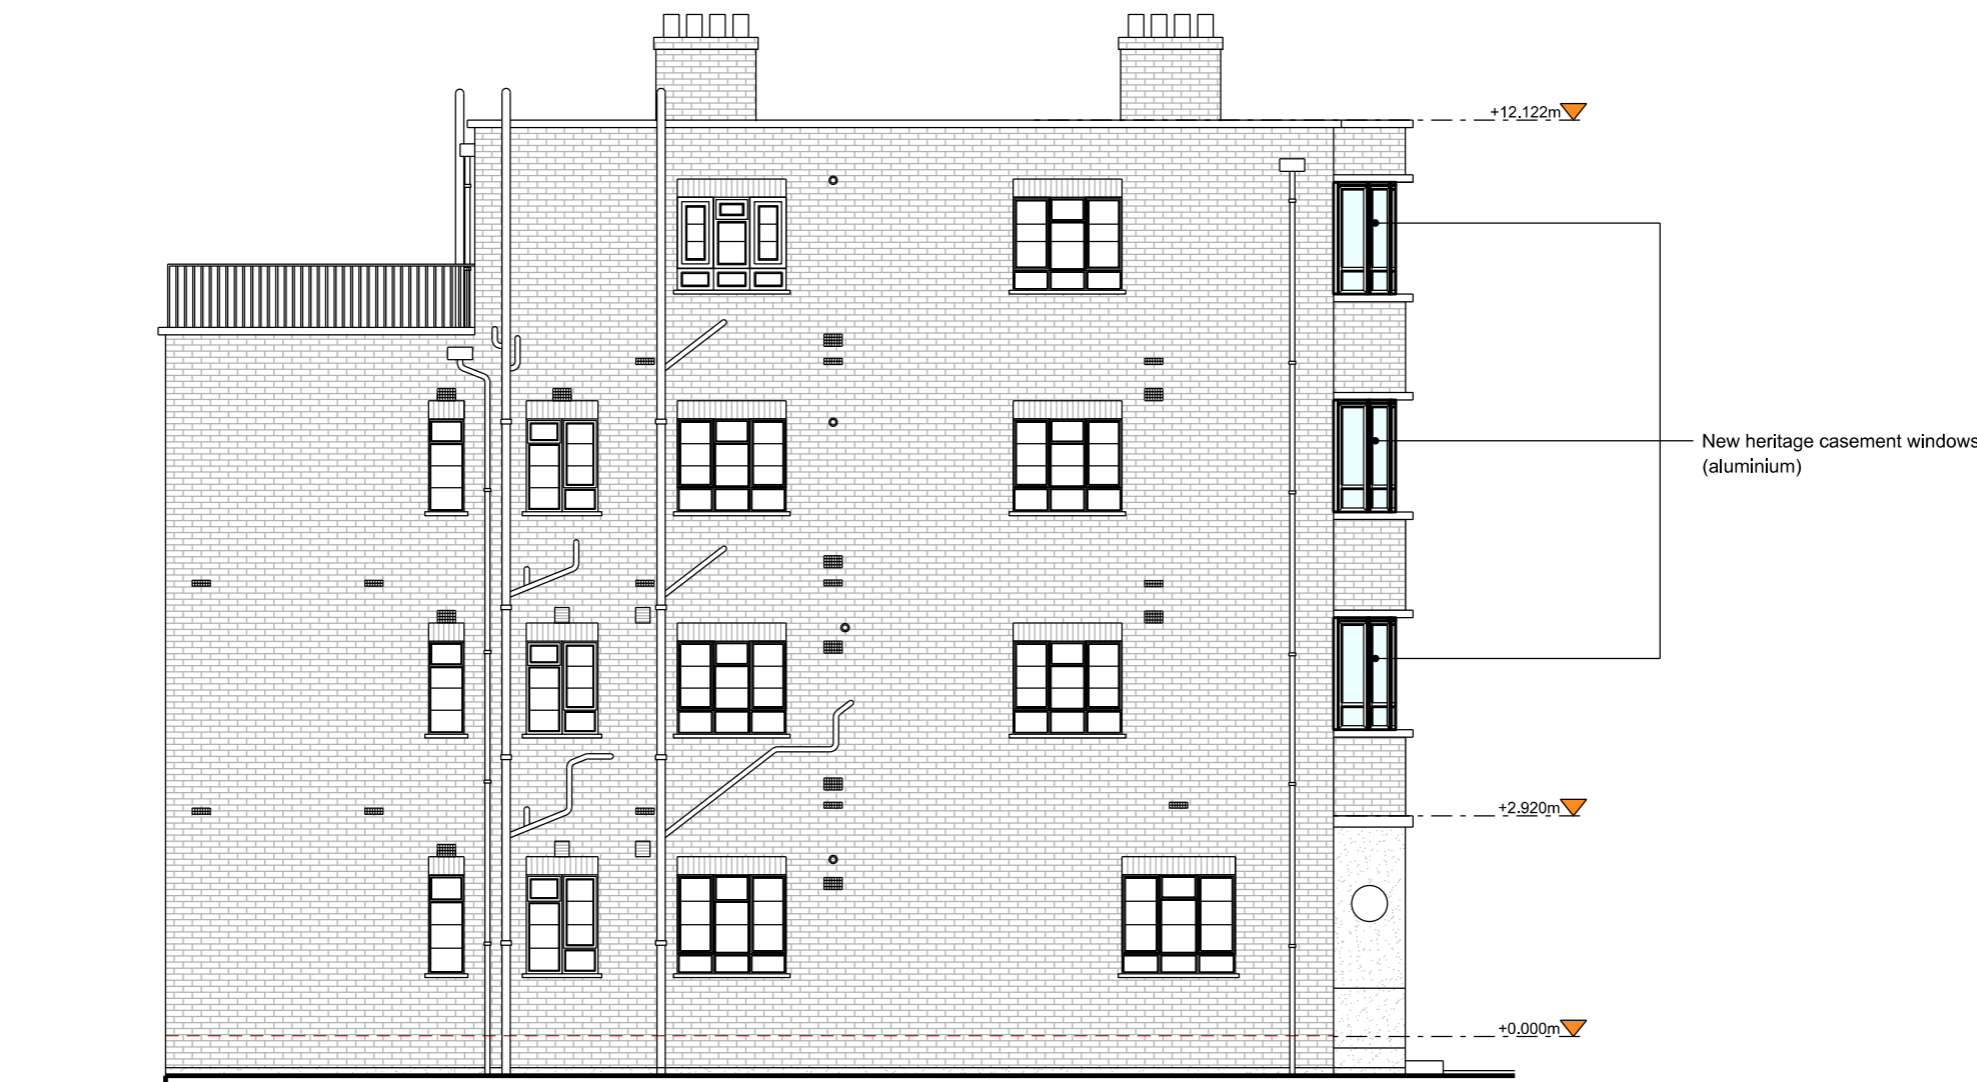 +12.122m
New heritage casement windows
(aluminium)
+2.920m
+0.000m